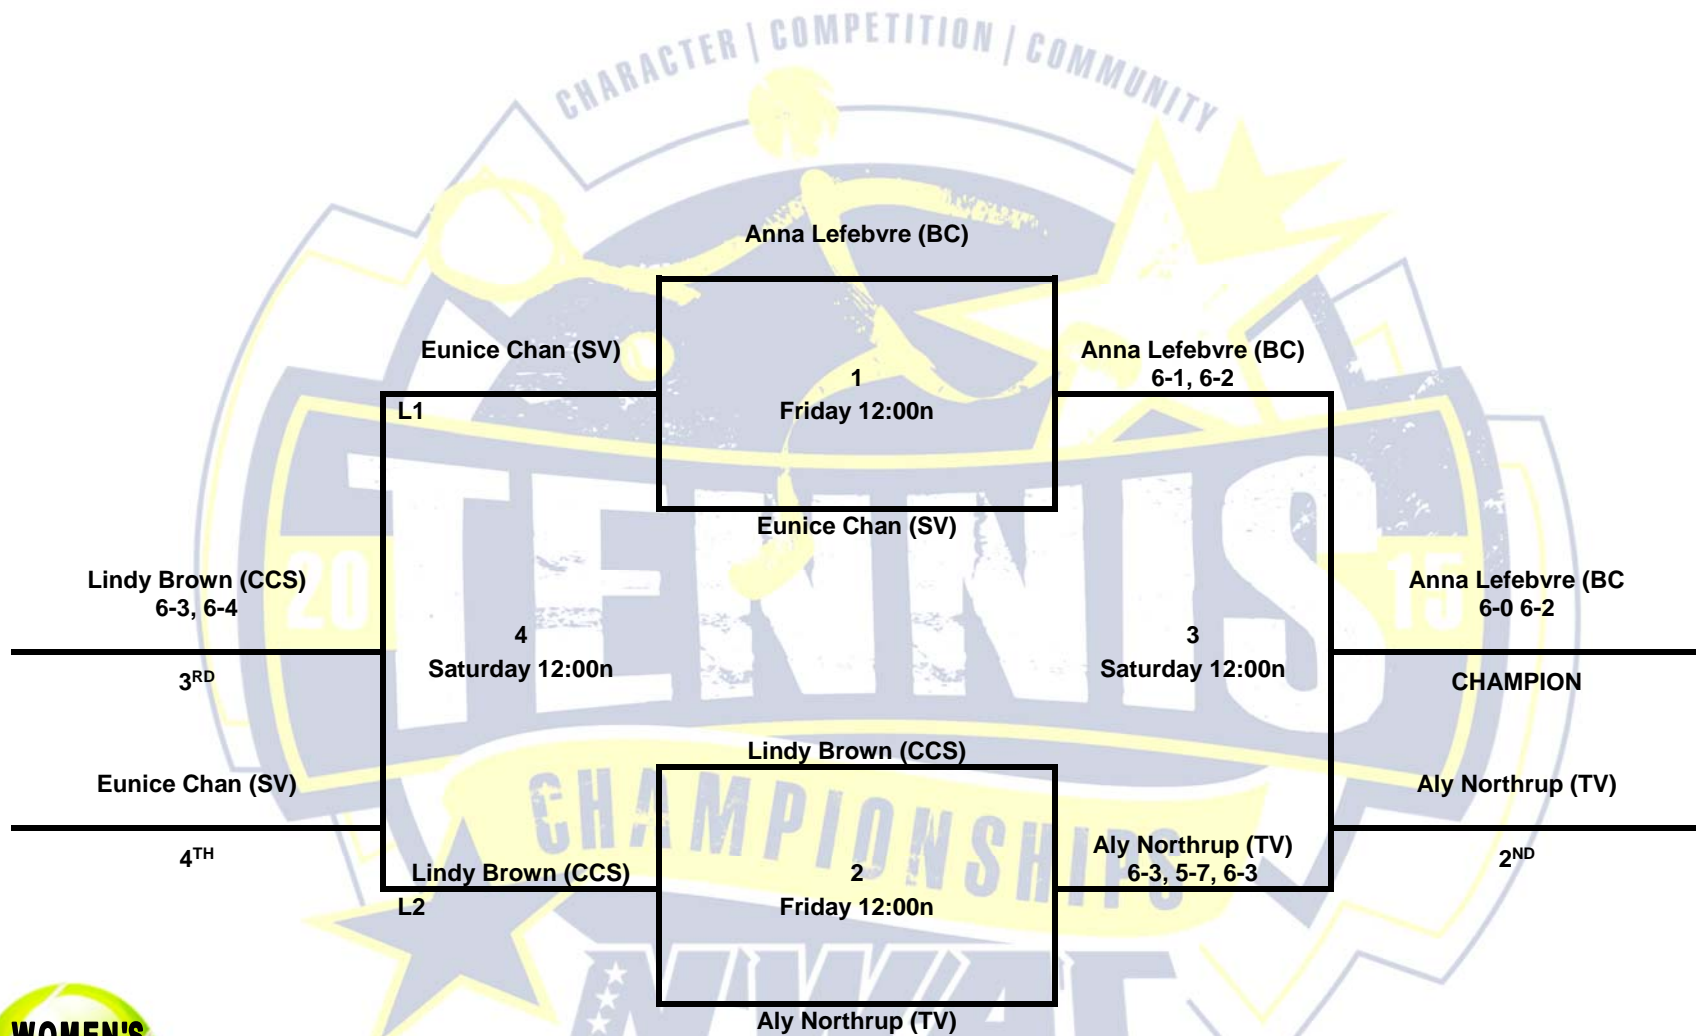 CHARACTER | COMPETITION | COMMUNITY
Anna Lefebvre (BC)
Eunice Chan (SV)
L1
1
Friday 12:00n
Anna Lefebvre (BC)
6-1, 6-2
TENNIS
Eunice Chan (SV)
20
15
Lindy Brown (CCS)
6-3, 6-4
3RD
4
Saturday 12:00n
3
Saturday 12:00n
Anna Lefebvre (BC
6-0 6-2
CHAMPION
Eunice Chan (SV)
4TH
Lindy Brown (CCS)
CHAMPIONSHIPS
Lindy Brown (CCS)
L2
2
Friday 12:00n
Aly Northrup (TV)
6-3, 5-7, 6-3
Aly Northrup (TV)
2ND
Aly Northrup (TV)
WOMEN'S